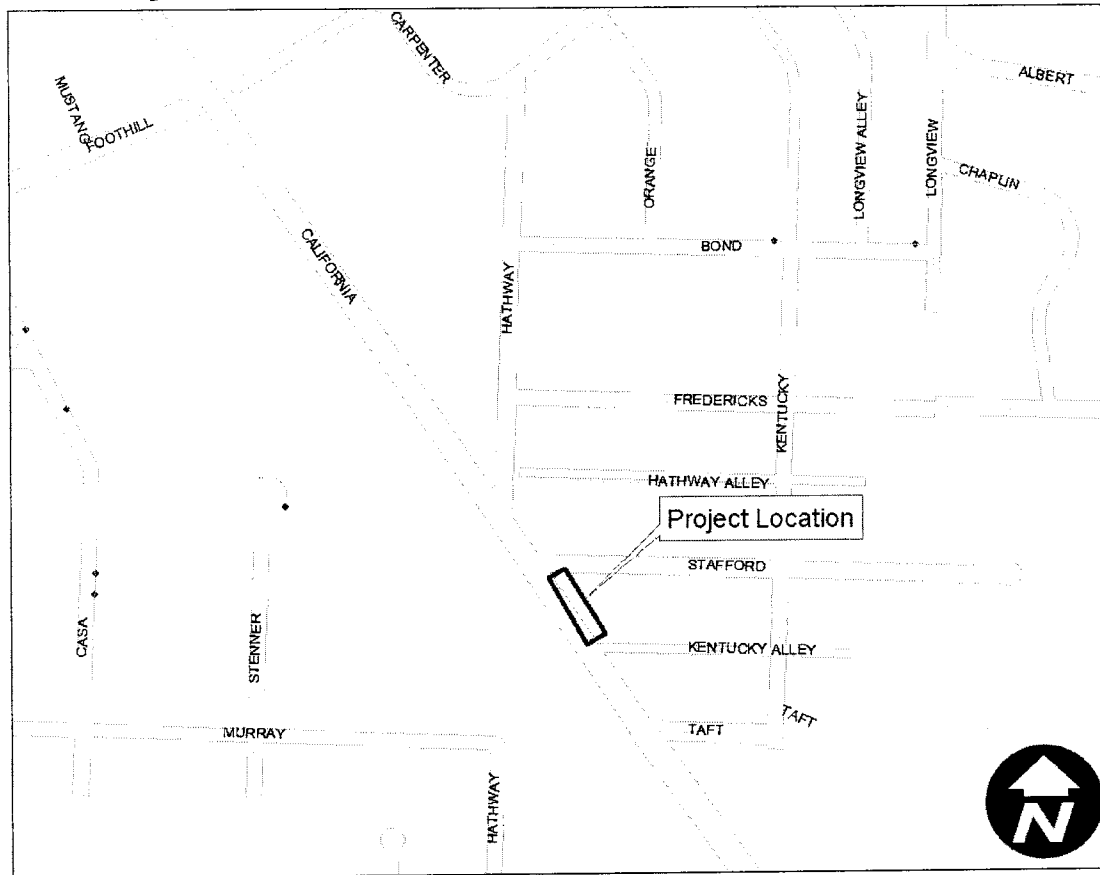 CARPENTER
ALBERT
MUSTANG
FOOTHILL
ORANGE
LONGVIEW ALLEY
LONGVIEW
CHAPLIN
CALIFORNIA
BOND
HATHWAY
KENTUCKY
FREDERICKS
HATHWAY ALLEY
Project Location
STAFFORD
CASA
STENNER
KENTUCKY ALLEY
TAFT
TAFT
MURRAY
HATHWAY
N